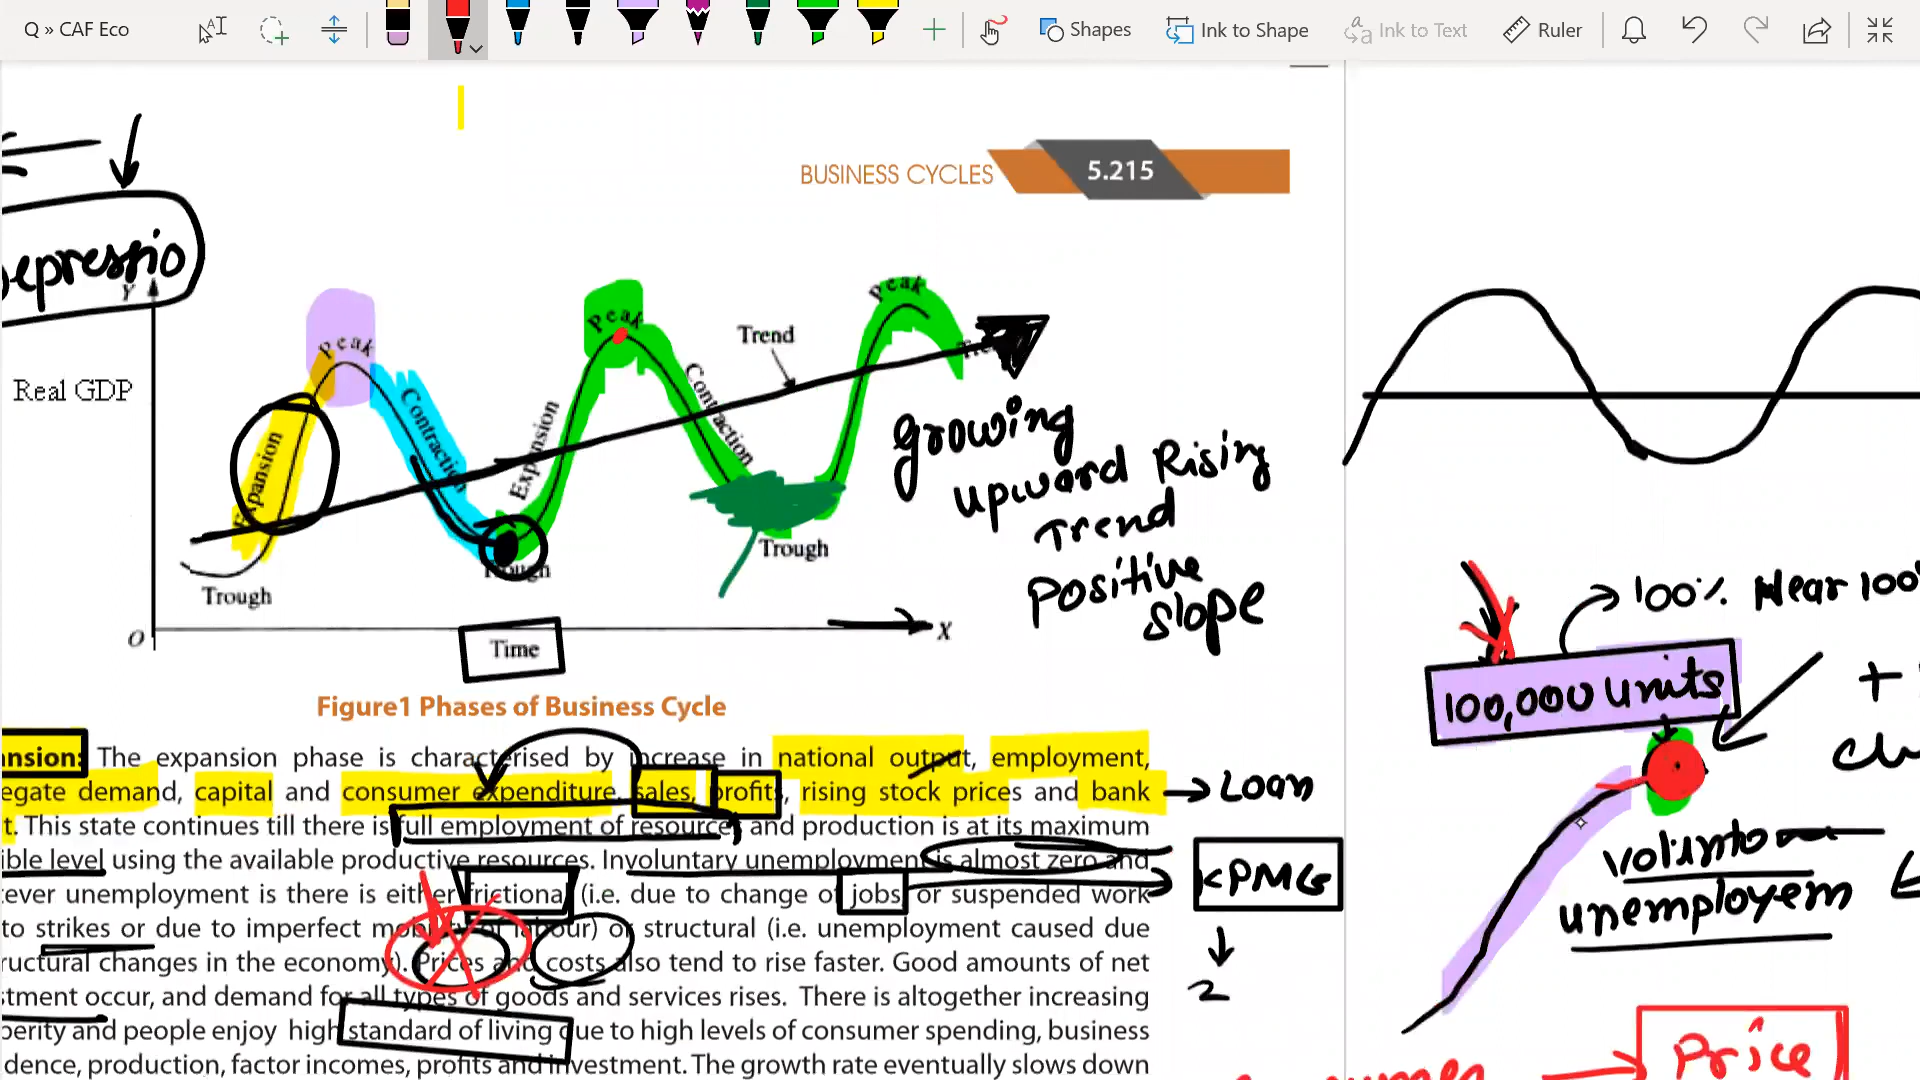 Q » CAF Eco
Shapes
Ink to Shape
Ink to Text
Ruler
BUSINESS CYCLES
5.215
epressio
Y
Peak
Peak
Peak
Trend
Real GDP
Expansion
Contraction
Expansion
Contraction
growing
upward Rising
Trend
Positive
slope
Trough
Trough
Trough
O
X
Time
Figure1 Phases of Business Cycle
nsion: The expansion phase is characterised by increase in national output, employment,
egate demand, capital and consumer expenditure, sales, profits, rising stock prices and bank
t. This state continues till there is full employment of resources and production is at its maximum
ible level using the available productive resources. Involuntary unemployment is almost zero and
ever unemployment is there is either frictional (i.e. due to change of jobs, or suspended work
to strikes or due to imperfect mobility of labour) or structural (i.e. unemployment caused due
ructural changes in the economy). Prices and costs also tend to rise faster. Good amounts of net
stment occur, and demand for all types of goods and services rises. There is altogether increasing
perity and people enjoy high standard of living due to high levels of consumer spending, business
dence, production, factor incomes, profits and investment. The growth rate eventually slows down
Loan
KPMG
2
100% Near 100
100,000 units
+
unemployem
Price